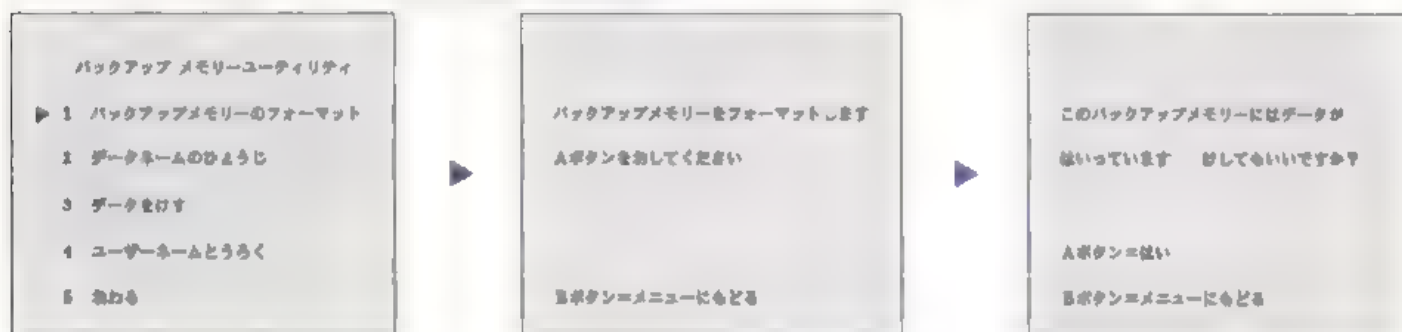 バックアップ メモリーユーティリティ
▶ 1 バックアップメモリーのフォーマット
2 データネームのひょうじ
3 データをけす
4 ユーザーネームとうろく
5 おわる
バックアップメモリーをフォーマットします
Aボタンをおしてください
Bボタン=メニューにもどる
このバックアップメモリーにはデータが
はいっています けしてもいいですか?
Aボタン=はい
Bボタン=メニューにもどる